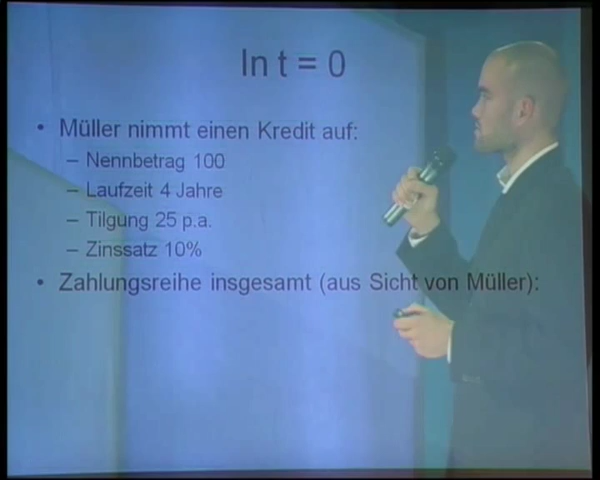 In t = 0
• Müller nimmt einen Kredit auf:
– Nennbetrag 100
– Laufzeit 4 Jahre
– Tilgung 25 p.a.
– Zinssatz 10%
• Zahlungsreihe insgesamt (aus Sicht von Müller):